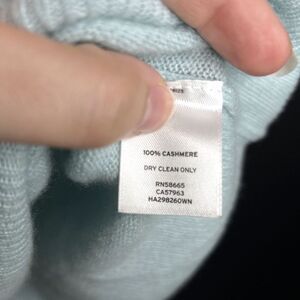 100% CASHMERE
DRY CLEAN ONLY
RN58665
CA57963
HA298260WN